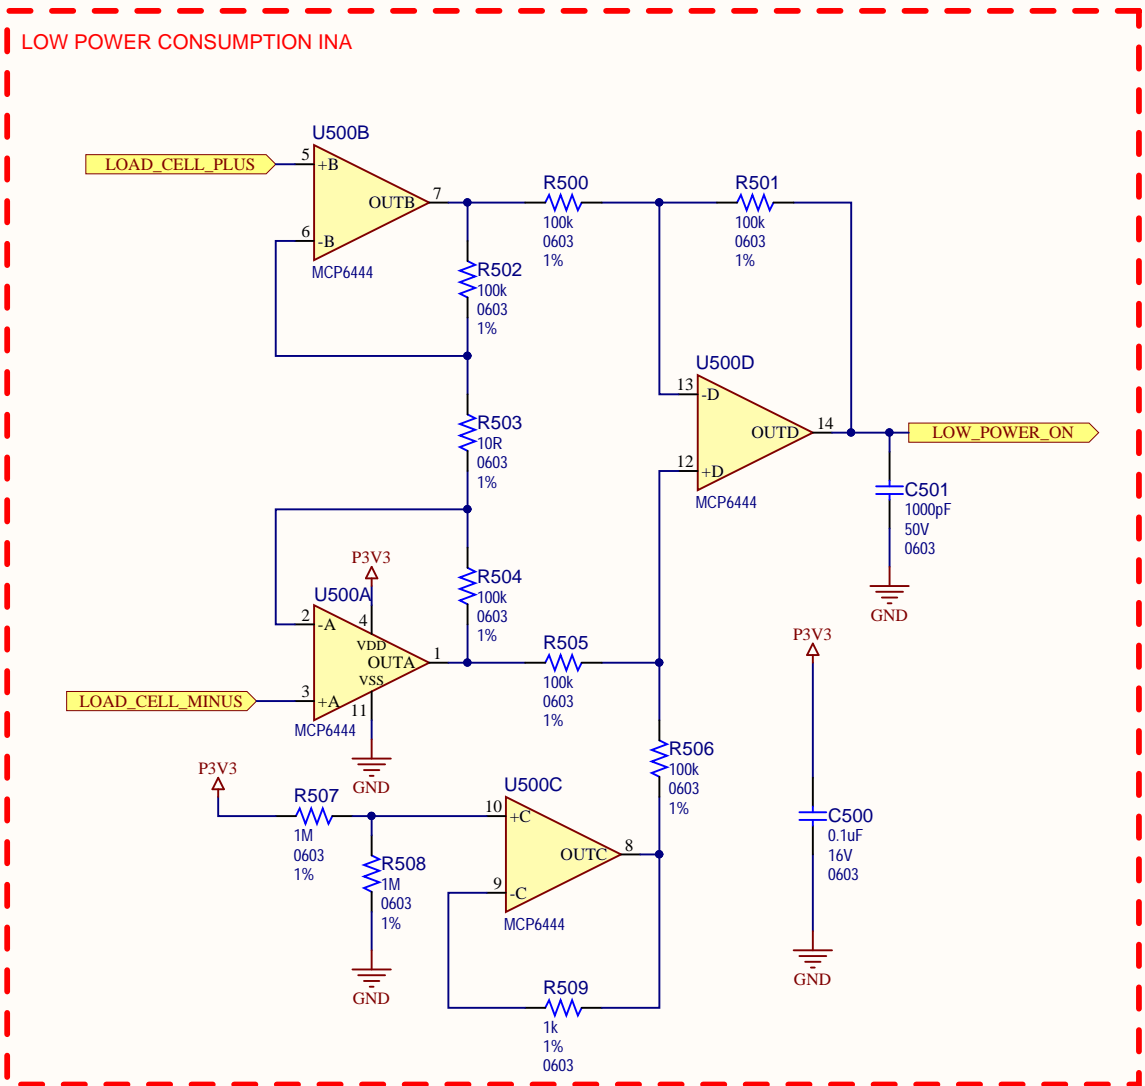 LOW POWER CONSUMPTION INA
U500B
LOAD_CELL_PLUS
5
+B
OUTB
7
6
-B
MCP6444
R500
100k
0603
1%
R501
100k
0603
1%
R502
100k
0603
1%
U500D
13
-D
OUTD
14
LOW_POWER_ON
12
+D
MCP6444
R503
10R
0603
1%
C501
1000pF
50V
0603
GND
P3V3
U500A
2
-A
4
VDD
OUTA
1
VSS
LOAD_CELL_MINUS
3
+A
11
MCP6444
GND
R504
100k
0603
1%
R505
100k
0603
1%
R506
100k
0603
1%
P3V3
C500
0.1uF
16V
0603
GND
P3V3
R507
1M
0603
1%
R508
1M
0603
1%
GND
U500C
10
+C
OUTC
8
9
-C
MCP6444
R509
1k
1%
0603